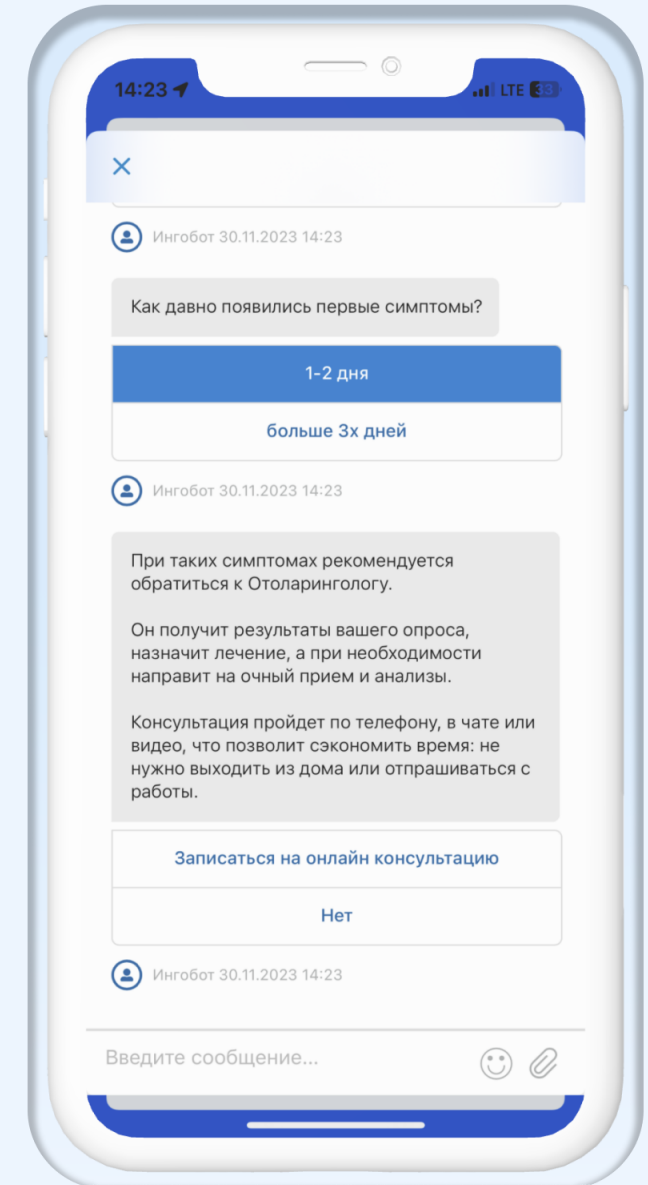 14:23
LTE 33
Ингобот 30.11.2023 14:23
Как давно появились первые симптомы?
1-2 дня
больше 3х дней
Ингобот 30.11.2023 14:23
При таких симптомах рекомендуется
обратиться к Отоларингологу.
Он получит результаты вашего опроса,
назначит лечение, а при необходимости
направит на очный прием и анализы.
Консультация пройдет по телефону, в чате или
видео, что позволит сэкономить время: не
нужно выходить из дома или отпрашиваться с
работы.
Записаться на онлайн консультацию
Нет
Ингобот 30.11.2023 14:23
Введите сообщение...